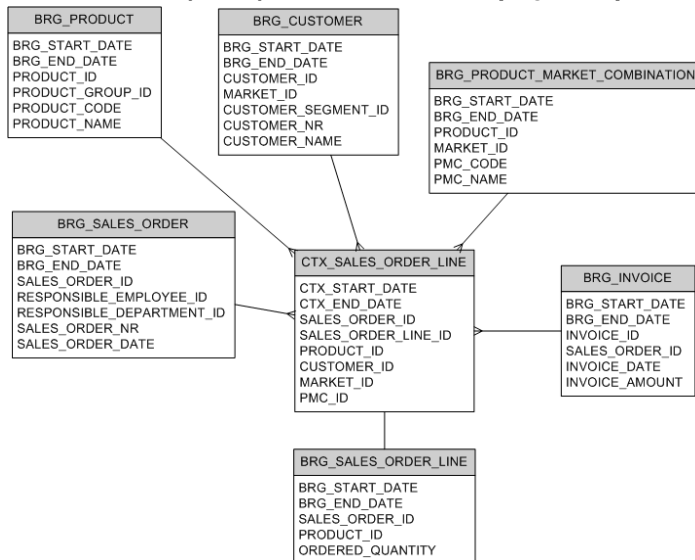 BRG_PRODUCT
BRG_START_DATE
BRG_END_DATE
PRODUCT_ID
PRODUCT_GROUP_ID
PRODUCT_CODE
PRODUCT_NAME
BRG_CUSTOMER
BRG_START_DATE
BRG_END_DATE
CUSTOMER_ID
MARKET_ID
CUSTOMER_SEGMENT_ID
CUSTOMER_NR
CUSTOMER_NAME
BRG_PRODUCT_MARKET_COMBINATION
BRG_START_DATE
BRG_END_DATE
PRODUCT_ID
MARKET_ID
PMC_CODE
PMC_NAME
BRG_SALES_ORDER
BRG_START_DATE
BRG_END_DATE
SALES_ORDER_ID
RESPONSIBLE_EMPLOYEE_ID
RESPONSIBLE_DEPARTMENT_ID
SALES_ORDER_NR
SALES_ORDER_DATE
CTX_SALES_ORDER_LINE
CTX_START_DATE
CTX_END_DATE
SALES_ORDER_ID
SALES_ORDER_LINE_ID
PRODUCT_ID
CUSTOMER_ID
MARKET_ID
PMC_ID
BRG_INVOICE
BRG_START_DATE
BRG_END_DATE
INVOICE_ID
SALES_ORDER_ID
INVOICE_DATE
INVOICE_AMOUNT
BRG_SALES_ORDER_LINE
BRG_START_DATE
BRG_END_DATE
SALES_ORDER_ID
PRODUCT_ID
ORDERED_QUANTITY